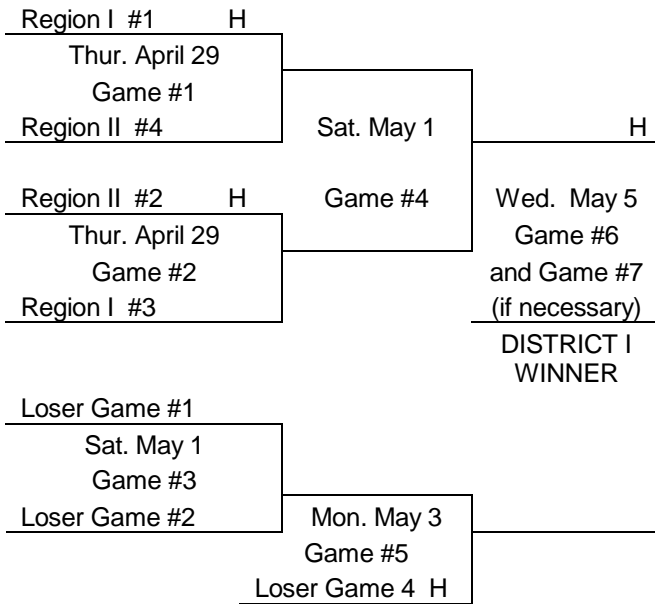 Region I #1 H
Thur. April 29
Game #1
Region II #4
Sat. May 1
H
Region II #2 H
Game #4
Wed. May 5
Thur. April 29
Game #6
Game #2
and Game #7
Region I #3
(if necessary)
DISTRICT I
WINNER
Loser Game #1
Sat. May 1
Game #3
Loser Game #2
Mon. May 3
Game #5
Loser Game 4 H